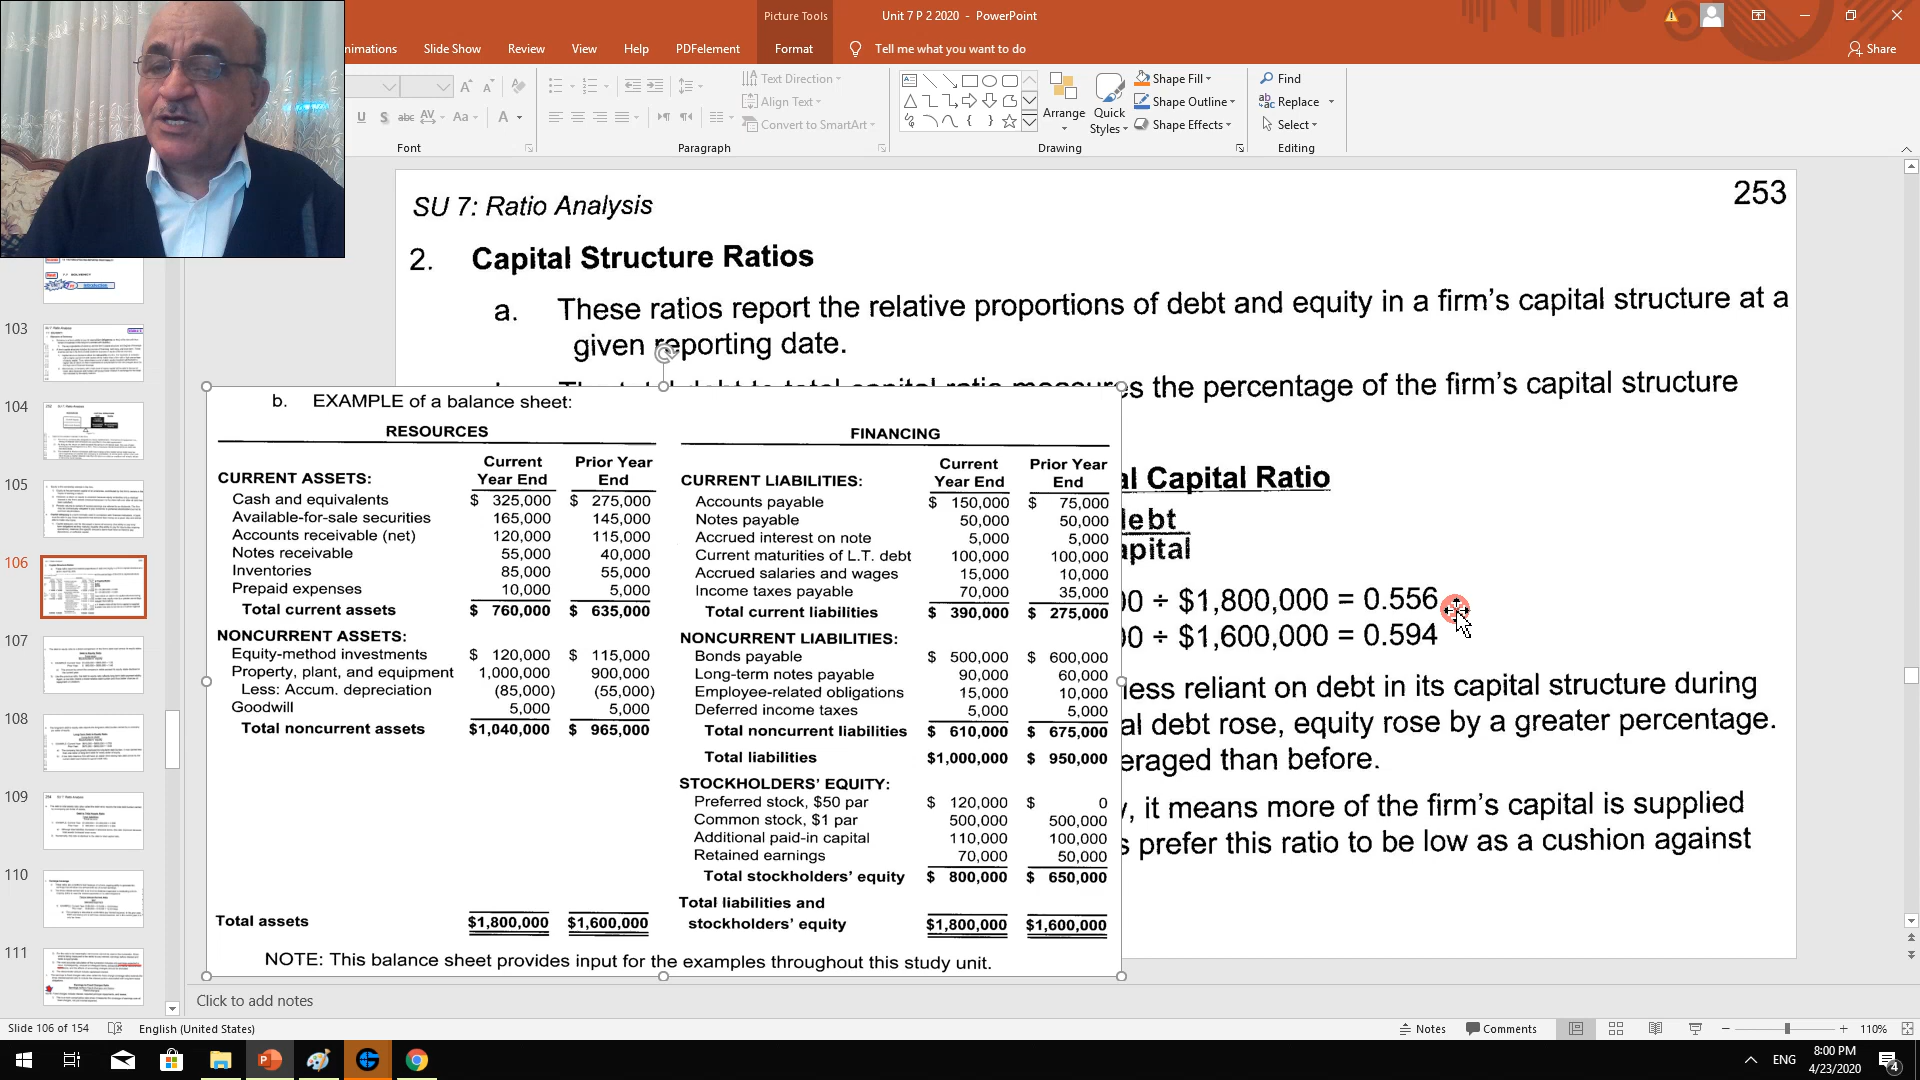 Picture Tools
Unit 7 P 2 2020 - PowerPoint
nimations Slide Show Review View Help PDFelement Format Tell me what you want to do Share
Text Direction
Align Text
Convert to SmartArt
Font Paragraph Drawing Editing
Arrange
Quick Styles
Shape Fill
Shape Outline
Shape Effects
Find
Replace
Select
SU 7: Ratio Analysis 253
2. Capital Structure Ratios
a. These ratios report the relative proportions of debt and equity in a firm's capital structure at a
given reporting date.
The total debt to total capital ratio measures the percentage of the firm's capital structure
al Capital Ratio
debt
apital
00 ÷ $1,800,000 = 0.556
00 ÷ $1,600,000 = 0.594
less reliant on debt in its capital structure during
al debt rose, equity rose by a greater percentage.
eraged than before.
, it means more of the firm's capital is supplied
s prefer this ratio to be low as a cushion against
b. EXAMPLE of a balance sheet:
RESOURCES
Current Year End Prior Year End
CURRENT ASSETS:
Cash and equivalents $ 325,000 $ 275,000
Available-for-sale securities 165,000 145,000
Accounts receivable (net) 120,000 115,000
Notes receivable 55,000 40,000
Inventories 85,000 55,000
Prepaid expenses 10,000 5,000
Total current assets $ 760,000 $ 635,000
NONCURRENT ASSETS:
Equity-method investments $ 120,000 $ 115,000
Property, plant, and equipment 1,000,000 900,000
Less: Accum. depreciation (85,000) (55,000)
Goodwill 5,000 5,000
Total noncurrent assets $1,040,000 $ 965,000
Total assets $1,800,000 $1,600,000
FINANCING
Current Year End Prior Year End
CURRENT LIABILITIES:
Accounts payable $ 150,000 $ 75,000
Notes payable 50,000 50,000
Accrued interest on note 5,000 5,000
Current maturities of L.T. debt 100,000 100,000
Accrued salaries and wages 15,000 10,000
Income taxes payable 70,000 35,000
Total current liabilities $ 390,000 $ 275,000
NONCURRENT LIABILITIES:
Bonds payable $ 500,000 $ 600,000
Long-term notes payable 90,000 60,000
Employee-related obligations 15,000 10,000
Deferred income taxes 5,000 5,000
Total noncurrent liabilities $ 610,000 $ 675,000
Total liabilities $1,000,000 $ 950,000
STOCKHOLDERS' EQUITY:
Preferred stock, $50 par $ 120,000 $ 0
Common stock, $1 par 500,000 500,000
Additional paid-in capital 110,000 100,000
Retained earnings 70,000 50,000
Total stockholders' equity $ 800,000 $ 650,000
Total liabilities and
stockholders' equity $1,800,000 $1,600,000
NOTE: This balance sheet provides input for the examples throughout this study unit.
103
104
105
106
107
108
109
110
111
Click to add notes
Slide 106 of 154 English (United States) Notes Comments 110%
ENG 8:00 PM
4/23/2020
4